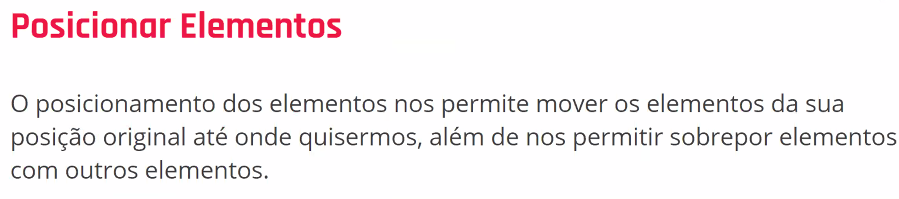 Posicionar Elementos
O posicionamento dos elementos nos permite mover os elementos da sua
posição original até onde quisermos, além de nos permitir sobrepor elementos
com outros elementos.